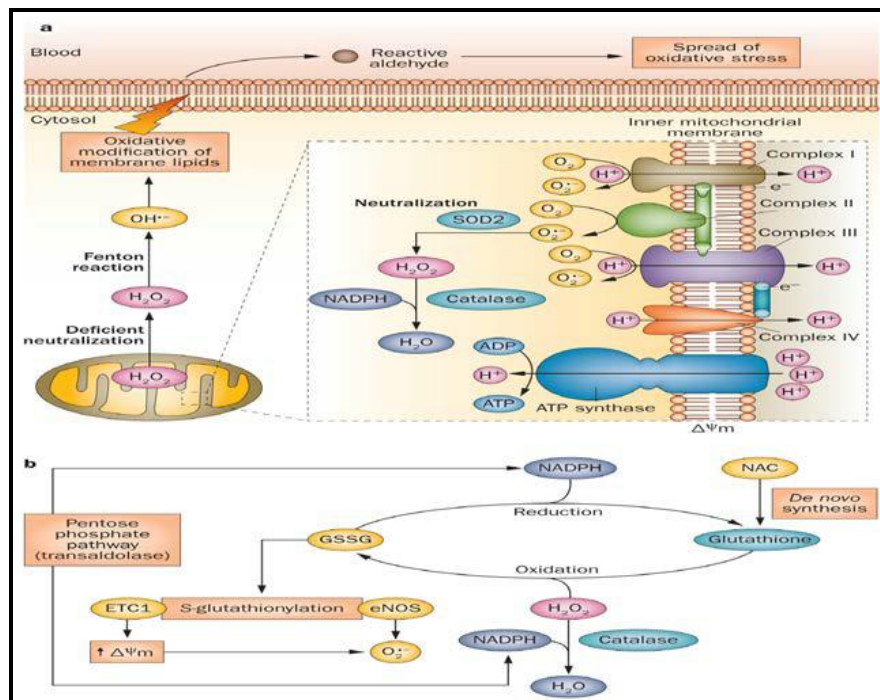 a
Blood
Reactive
aldehyde
Spread of
oxidative stress
Cytosol
Oxidative
modification of
membrane lipids
OH•−
Fenton
reaction
H2O2
Deficient
neutralization
H2O2
Inner mitochondrial
membrane
Complex I
O2
H+
H+
O2•−
e−
Neutralization
SOD2
O2
Complex II
O2•−
Complex III
O2
H2O2
H+
H+
O2•−
NADPH
Catalase
e−
H2O
H+
H+
Complex IV
ADP
H+
H+
H+
H+
ATP
ATP synthase
ΔΨm
b
NADPH
NAC
De novo
synthesis
Reduction
Pentose
phosphate
pathway
(transaldolase)
GSSG
Glutathione
Oxidation
ETC1
S-glutathionylation
eNOS
H2O2
NADPH
Catalase
↑ ΔΨm
O2•−
H2O